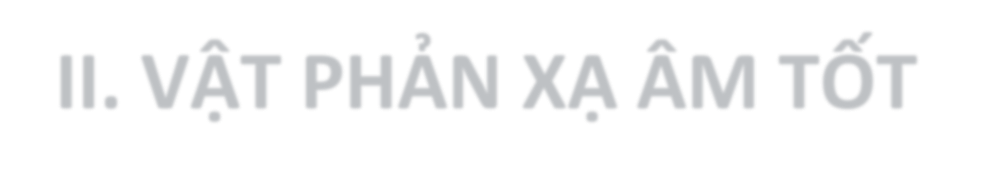 II. VẬT PHẢN XẠ ÂM TỐT